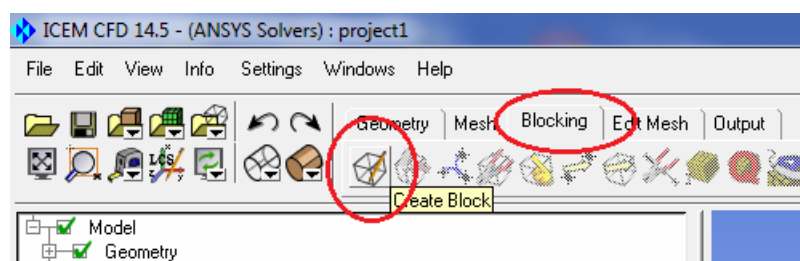 ICEM CFD 14.5 - (ANSYS Solvers) : project1
File Edit View Info Settings Windows Help
Geometry Mesh Blocking Edit Mesh Output
LCS
Create Block
Model
Geometry